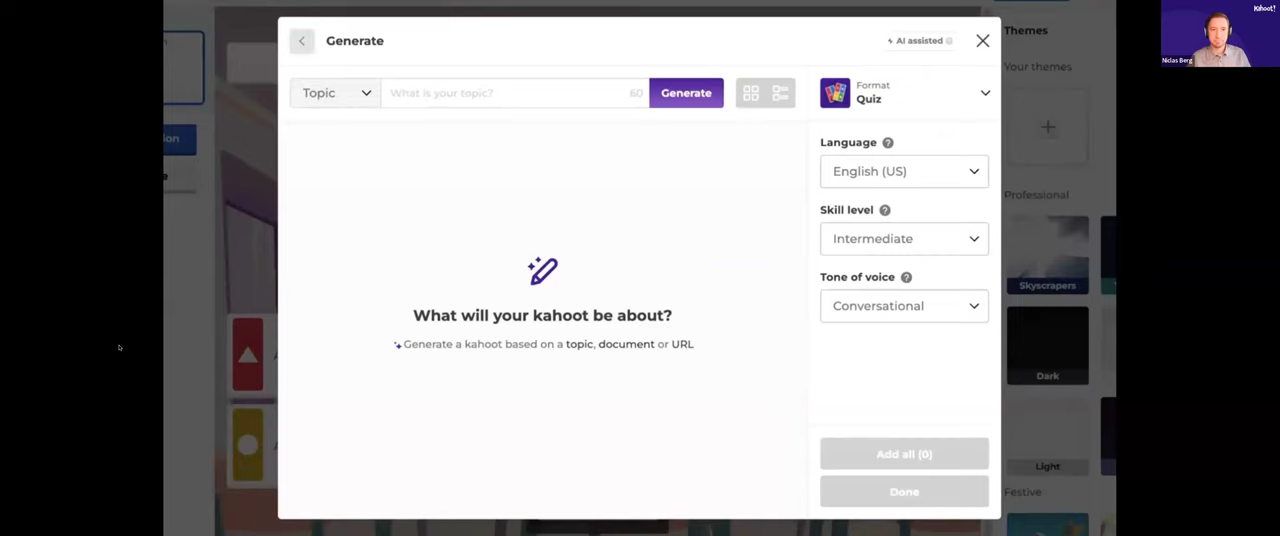 Generate
AI assisted
Topic
What is your topic?
60
Generate
What will your kahoot be about?
Generate a kahoot based on a topic, document or URL
Format
Quiz
Language ?
English (US)
Skill level ?
Intermediate
Tone of voice ?
Conversational
Add all (0)
Done
ion
e
Themes
Your themes
Professional
Skyscrapers
Dark
Light
Festive
Kahoot!
Niclas Berg